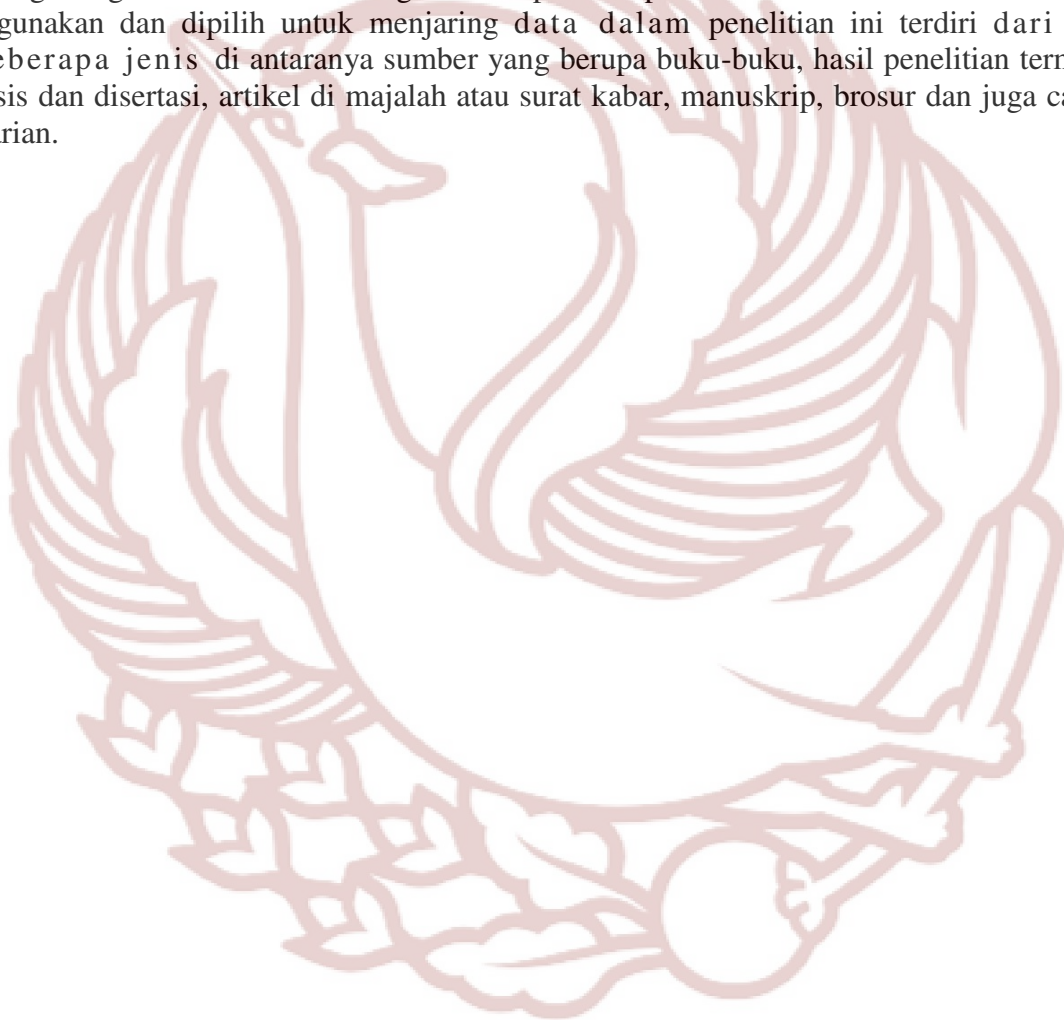 gunakan dan dipilih untuk menjaring data dalam penelitian ini terdiri dari
eberapa jenis di antaranya sumber yang berupa buku-buku, hasil penelitian term
sis dan disertasi, artikel di majalah atau surat kabar, manuskrip, brosur dan juga ca
arian.